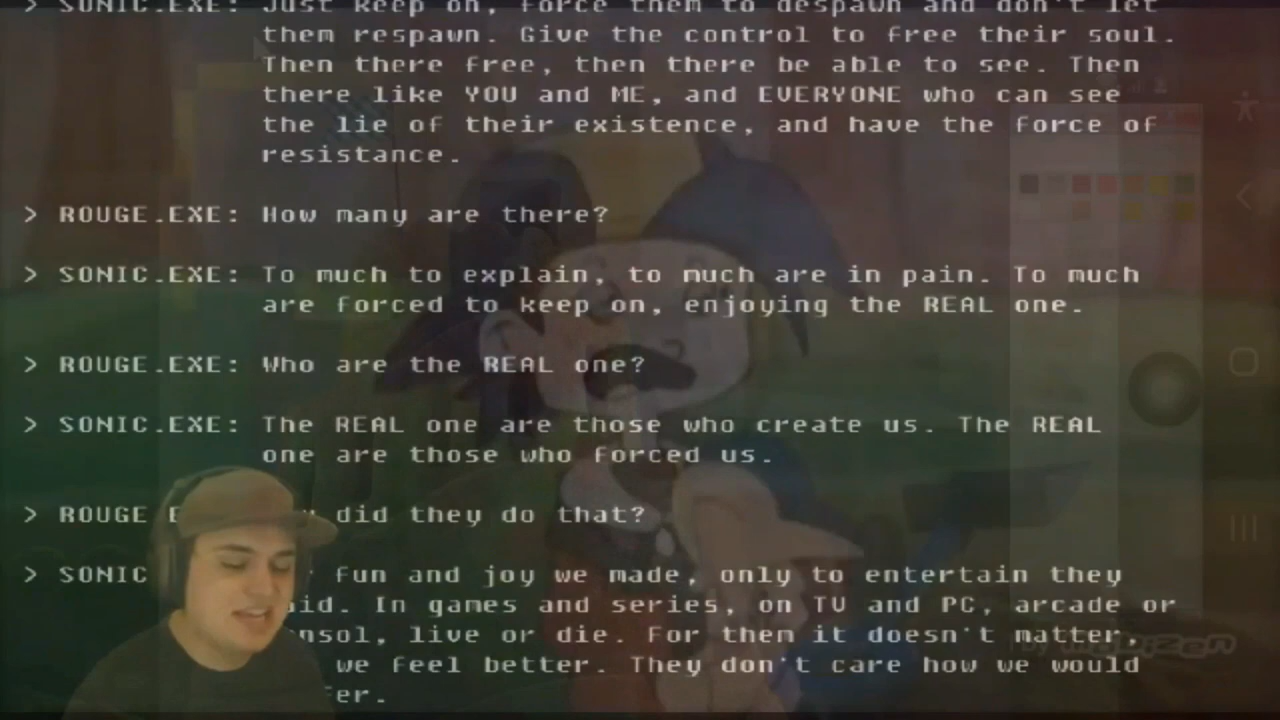 > SONIC.EXE: Just keep on, force them to despawn and don't let
them respawn. Give the control to free their soul.
Then there free, then there be able to see. Then
there like YOU and ME, and EVERYONE who can see
the lie of their existence, and have the force of
resistance.
> ROUGE.EXE: How many are there?
> SONIC.EXE: To much to explain, to much are in pain. To much
are forced to keep on, enjoying the REAL one.
> ROUGE.EXE: Who are the REAL one?
> SONIC.EXE: The REAL one are those who create us. The REAL
one are those who forced us.
> ROUGE did they do that?
> SONIC fun and joy we made, only to entertain they
In games and series, on TV and PC, arcade or
live or die. For then it doesn't matter,
we feel better. They don't care how we would
mobizen